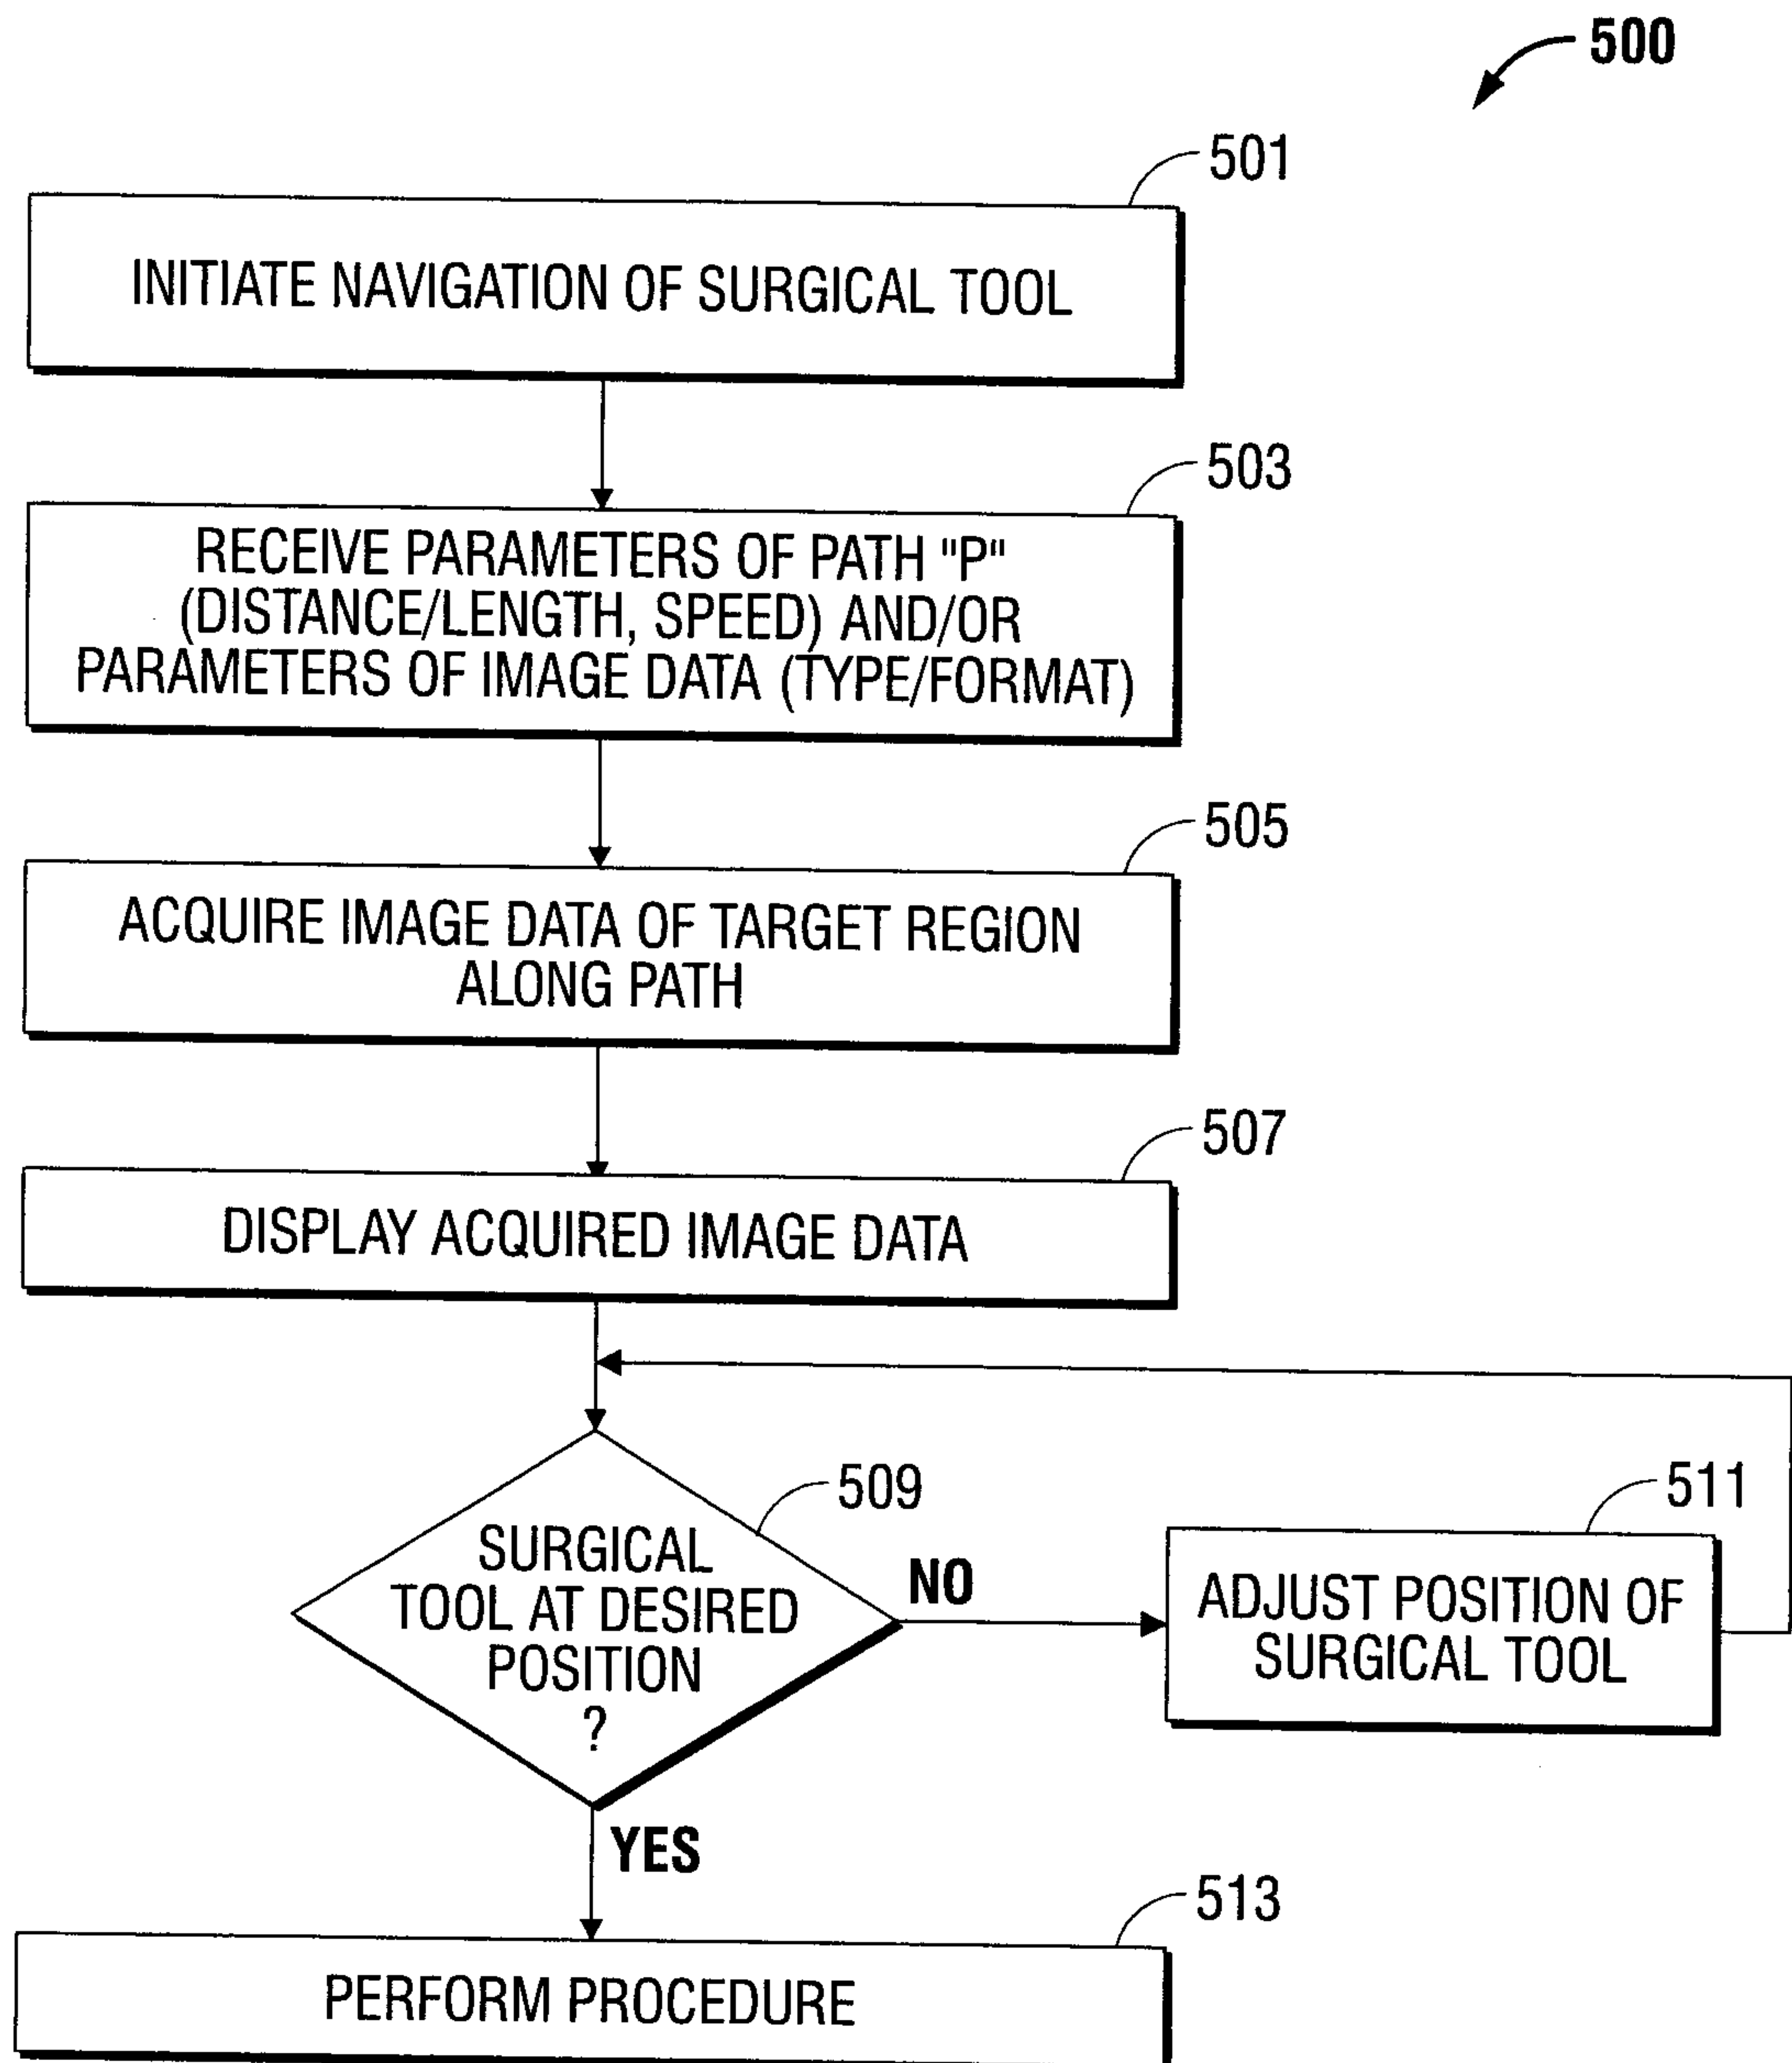 500
501
INITIATE NAVIGATION OF SURGICAL TOOL
503
RECEIVE PARAMETERS OF PATH "P"
(DISTANCE/LENGTH, SPEED) AND/OR
PARAMETERS OF IMAGE DATA (TYPE/FORMAT)
505
ACQUIRE IMAGE DATA OF TARGET REGION
ALONG PATH
507
DISPLAY ACQUIRED IMAGE DATA
509
SURGICAL
TOOL AT DESIRED
POSITION
?
NO
511
ADJUST POSITION OF
SURGICAL TOOL
YES
513
PERFORM PROCEDURE